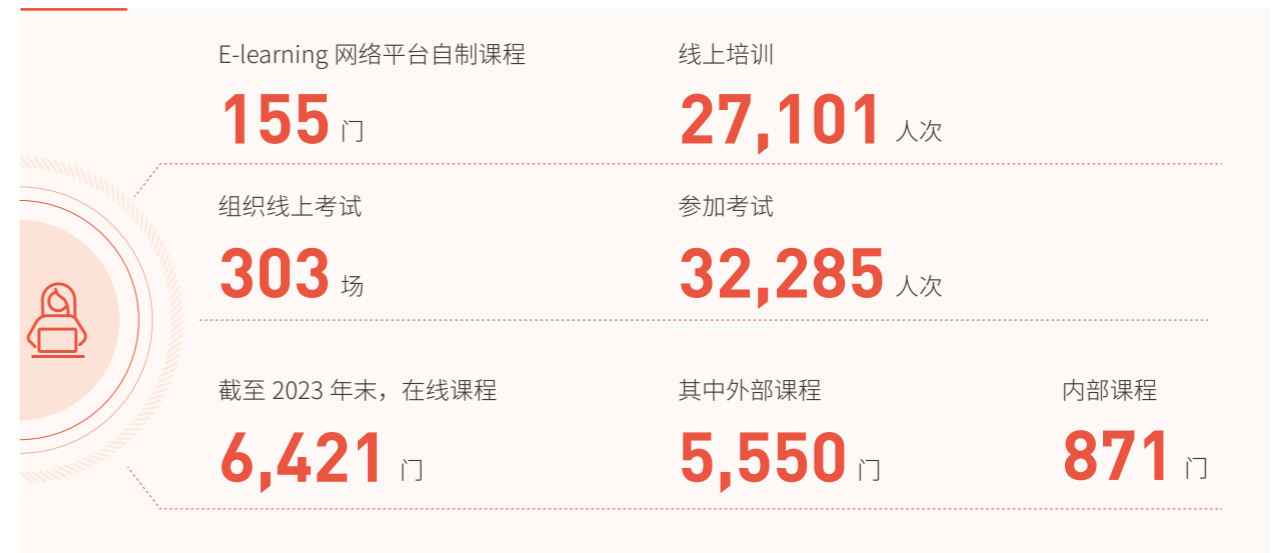 E-learning 网络平台自制课程
线上培训
155 门
27,101 人次
组织线上考试
参加考试
303 场
32,285 人次
截至 2023 年末，在线课程
其中外部课程
内部课程
6,421 门
5,550 门
871 门